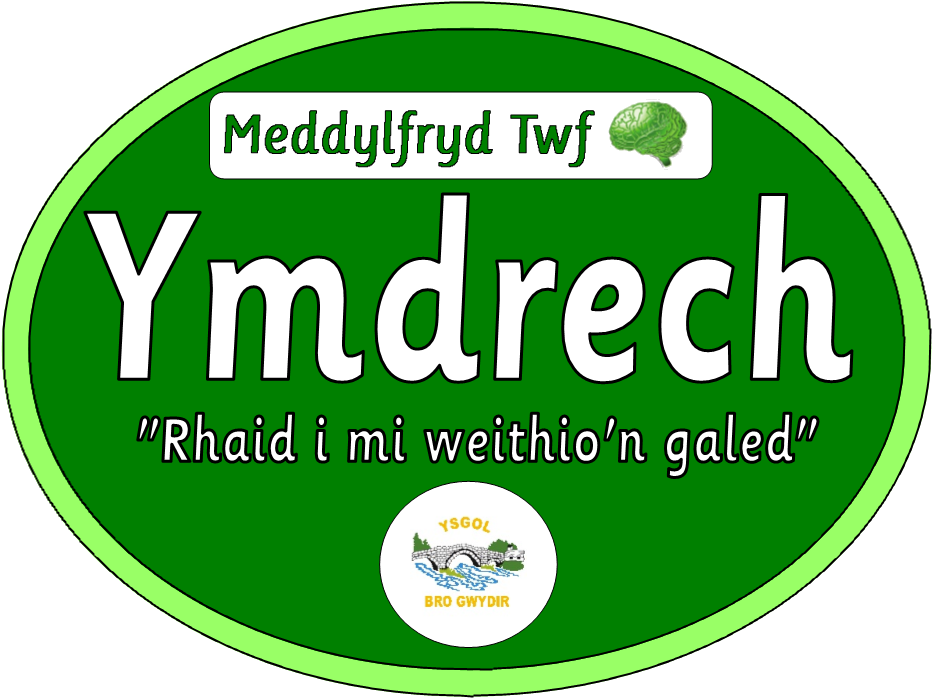 Meddylfryd Twf
Ymdrech
"Rhaid i mi weithio'n galed"
YSGOL
BRO GWYDIR